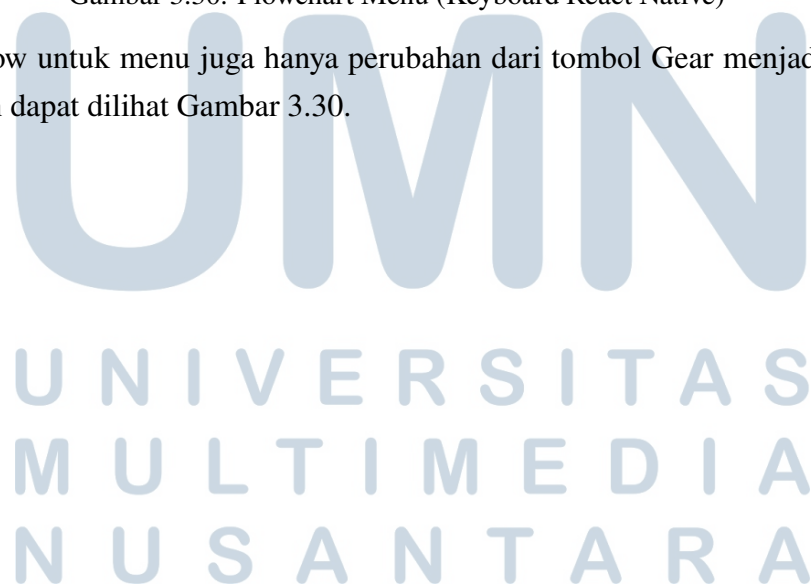 Gambar 3.30: Flowchart Menu (Keyboard React Native)
ow untuk menu juga hanya perubahan dari tombol Gear menjad
dapat dilihat Gambar 3.30.
UMN
UNIVERSITAS
MULTIMEDIA
NUSANTARA